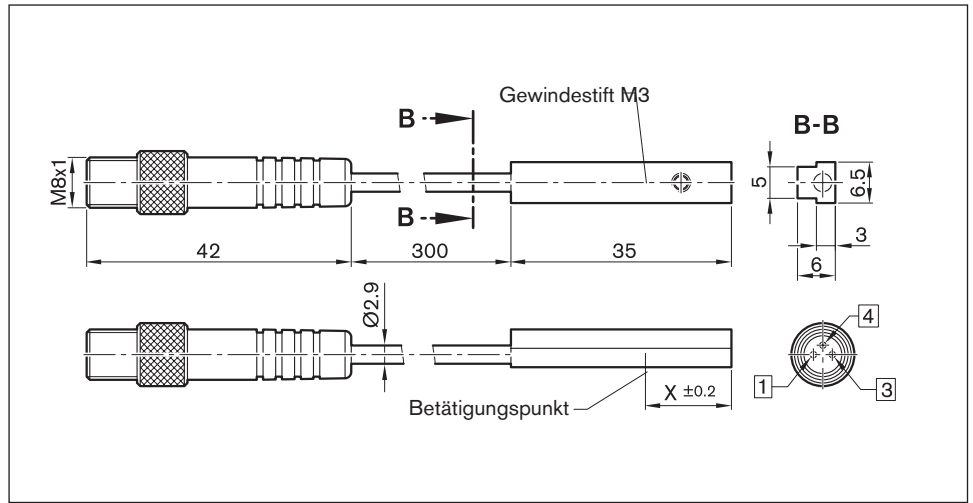 Gewindestift M3
B
B-B
M8x1
5
6.5
B
3
42
300
35
6
Ø2.9
4
1
3
X ±0.2
Betätigungspunkt